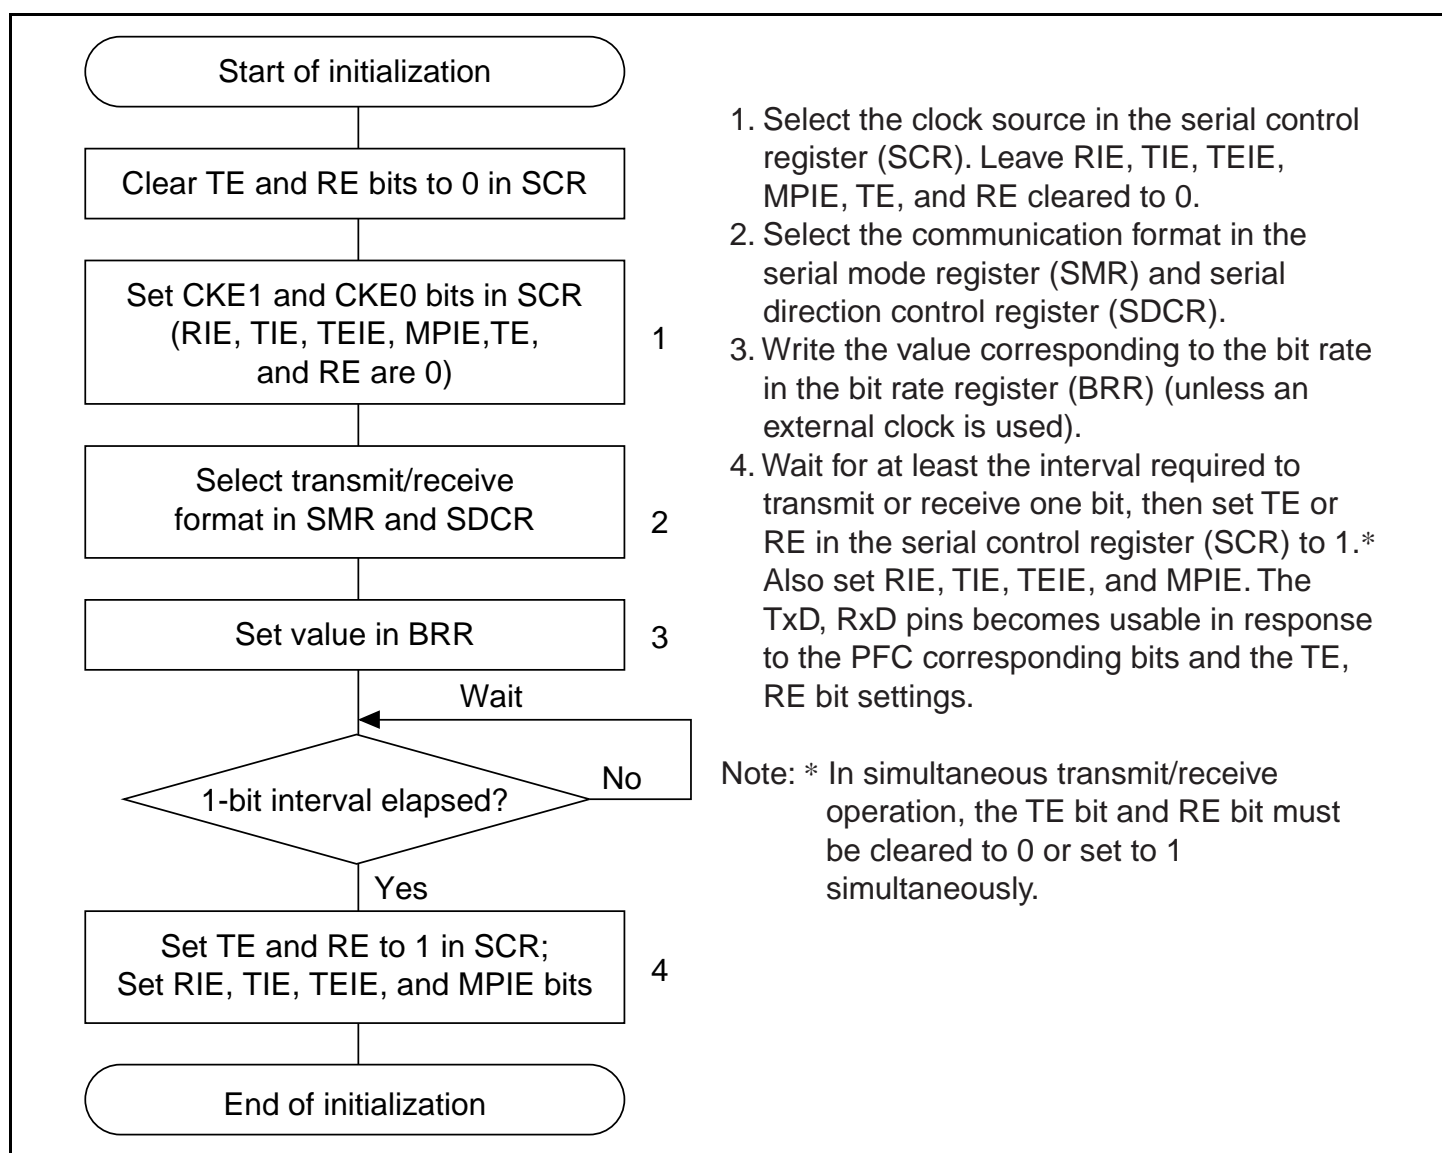 Start of initialization
Clear TE and RE bits to 0 in SCR
Set CKE1 and CKE0 bits in SCR
(RIE, TIE, TEIE, MPIE,TE,
and RE are 0)
1
Select transmit/receive
format in SMR and SDCR
2
Set value in BRR
3
Wait
1-bit interval elapsed?
No
Yes
Set TE and RE to 1 in SCR;
Set RIE, TIE, TEIE, and MPIE bits
4
End of initialization
1. Select the clock source in the serial control
register (SCR). Leave RIE, TIE, TEIE,
MPIE, TE, and RE cleared to 0.
2. Select the communication format in the
serial mode register (SMR) and serial
direction control register (SDCR).
3. Write the value corresponding to the bit rate
in the bit rate register (BRR) (unless an
external clock is used).
4. Wait for at least the interval required to
transmit or receive one bit, then set TE or
RE in the serial control register (SCR) to 1.*
Also set RIE, TIE, TEIE, and MPIE. The
TxD, RxD pins becomes usable in response
to the PFC corresponding bits and the TE,
RE bit settings.
Note: * In simultaneous transmit/receive
operation, the TE bit and RE bit must
be cleared to 0 or set to 1
simultaneously.